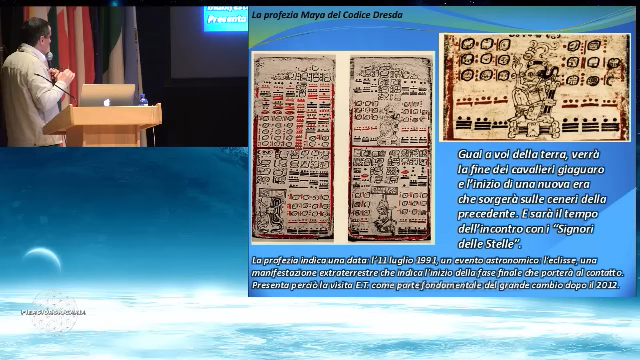 La profezia Maya del Codice Dresda
Presenta
Guai a voi della terra, verrà
la fine dei cavalieri giaguaro
e l'inizio di una nuova era
che sorgerà sulle ceneri della
precedente. E sarà il tempo
dell'incontro con i "Signori
delle Stelle".
La profezia indica una data: l'11 luglio 1991, un evento astronomico: l'eclisse, una
manifestazione extraterrestre che indica l'inizio della fase finale che porterà al contatto.
Presenta perciò la visita E.T. come parte fondamentale del grande cambio dopo il 2012.